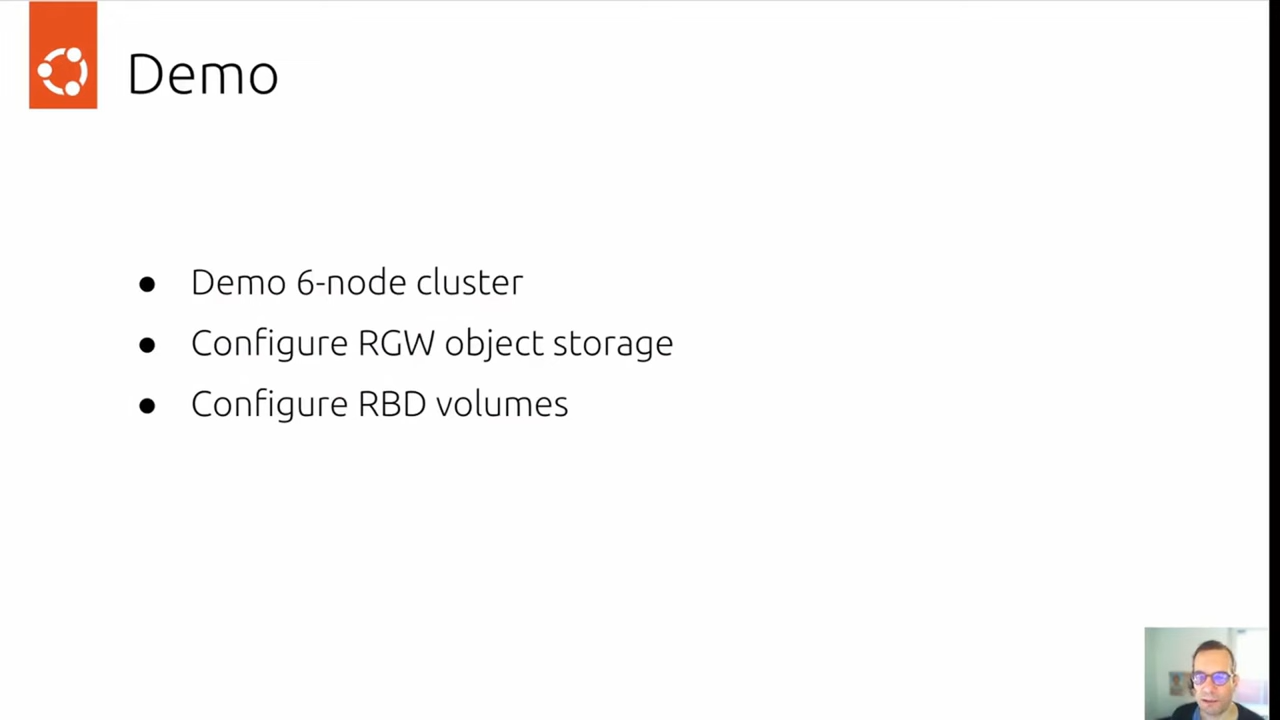 Demo
● Demo 6-node cluster
● Configure RGW object storage
● Configure RBD volumes